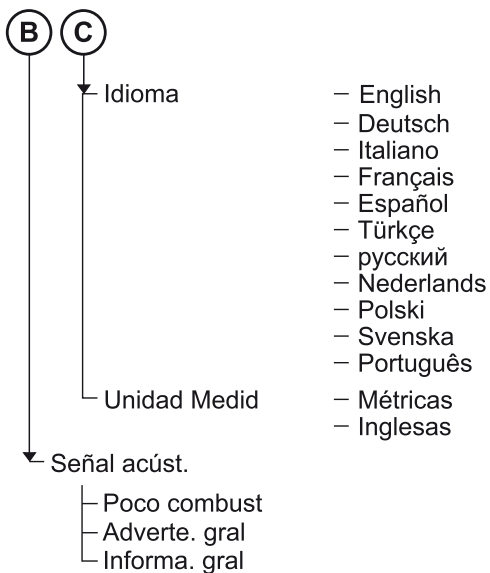 B C
Idioma – English
– Deutsch
– Italiano
– Français
– Español
– Türkçe
– русский
– Nederlands
– Polski
– Svenska
– Português
Unidad Medid – Métricas
– Inglesas
Señal acúst.
Poco combust
Adverte. gral
Informa. gral